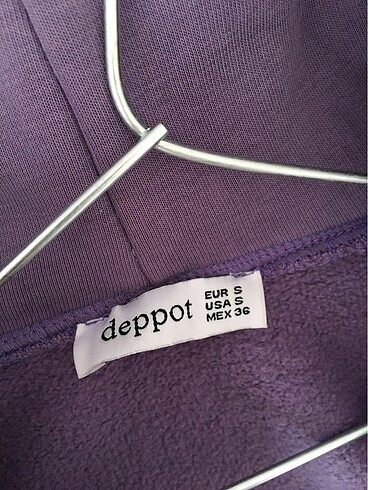 deppot
EUR S
USA S
MEX 36